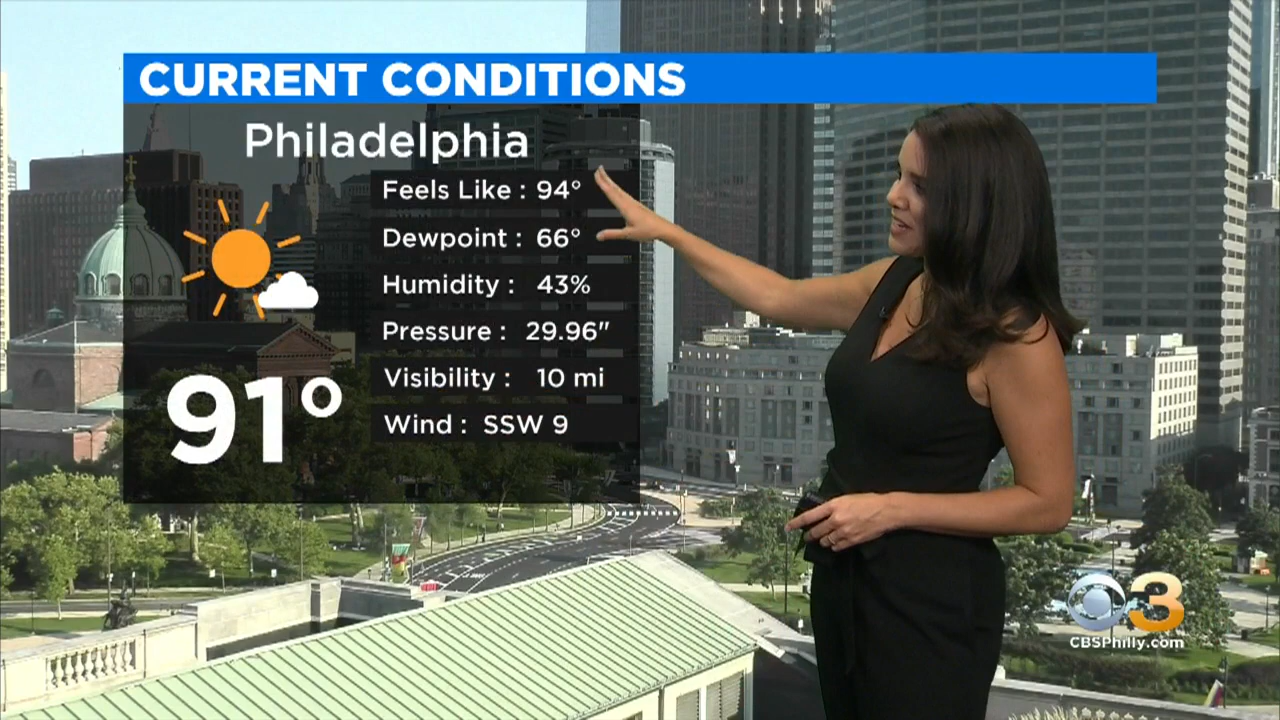 CURRENT CONDITIONS
Philadelphia
Feels Like : 94°
Dewpoint : 66°
Humidity : 43%
Pressure : 29.96"
Visibility : 10 mi
Wind : SSW 9
91°
3
CBSPhilly.com